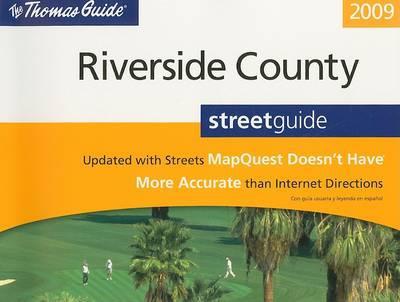 The Thomas Guide®
2009
Riverside County
streetguide
Updated with Streets MapQuest Doesn't Have
More Accurate than Internet Directions
Con guía usuaria y leyenda en español